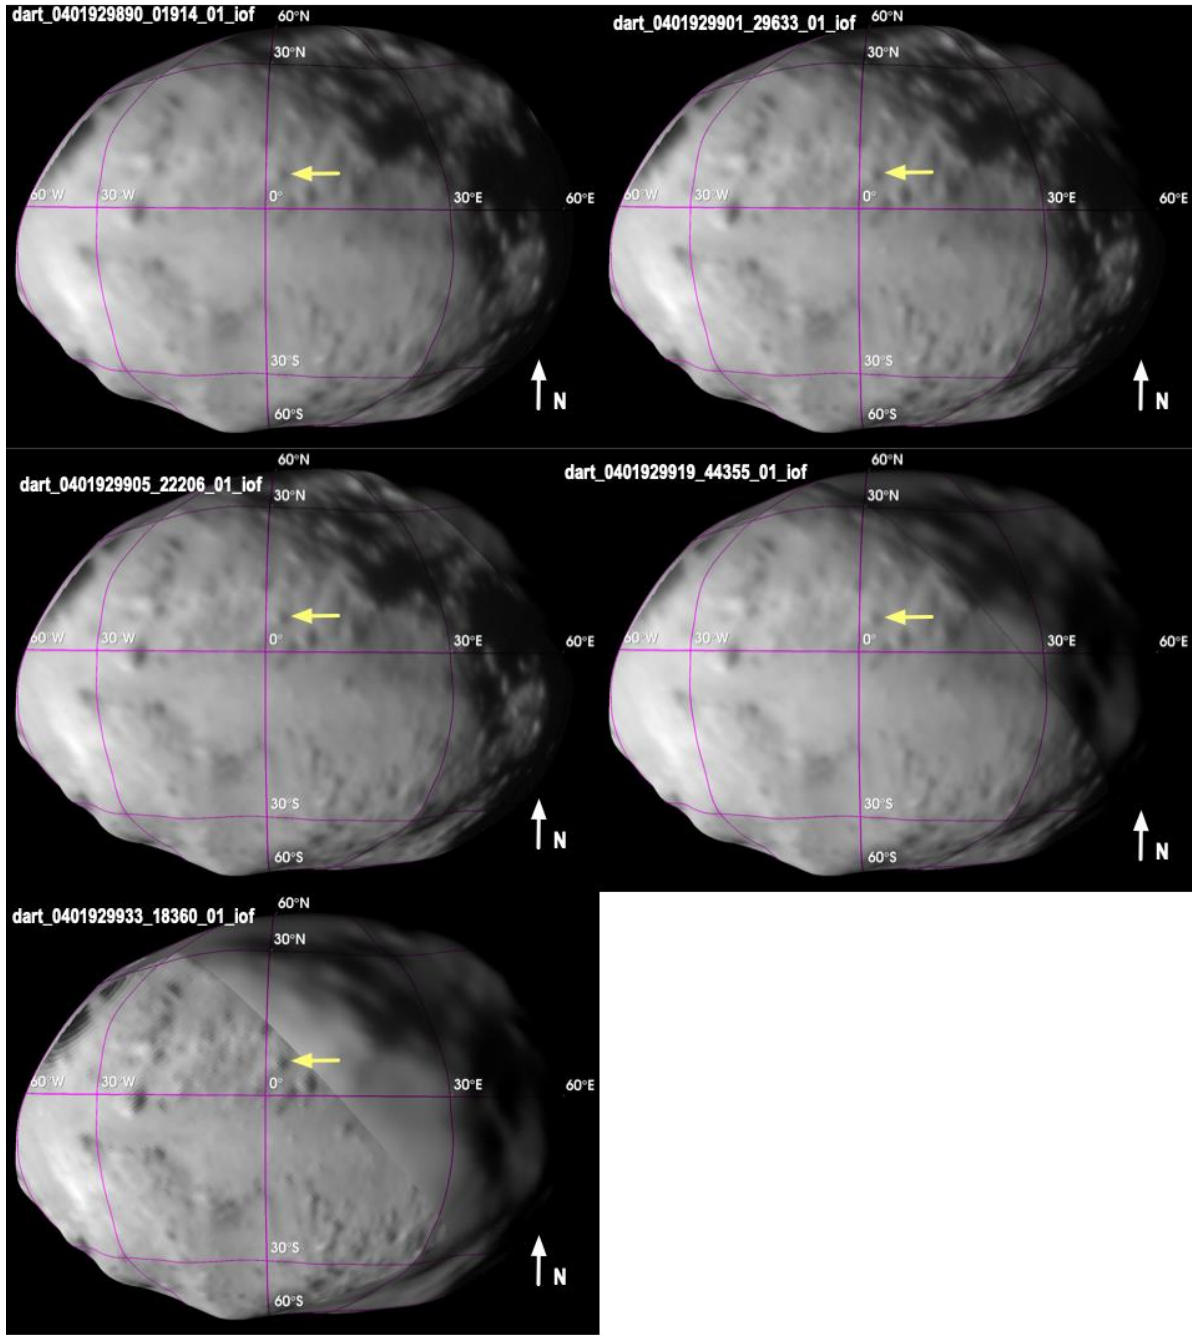 dart_0401929890_01914_01_iof
60°N
30°N
60°W 30°W 0° 30°E 60°E
30°S
60°S
N
dart_0401929901_29633_01_iof
60°N
30°N
60°W 30°W 0° 30°E 60°E
30°S
60°S
N
dart_0401929905_22206_01_iof
60°N
30°N
60°W 30°W 0° 30°E 60°E
30°S
60°S
N
dart_0401929919_44355_01_iof
60°N
30°N
60°W 30°W 0° 30°E 60°E
30°S
60°S
N
dart_0401929933_18360_01_iof
60°N
30°N
60°W 30°W 0° 30°E 60°E
30°S
60°S
N